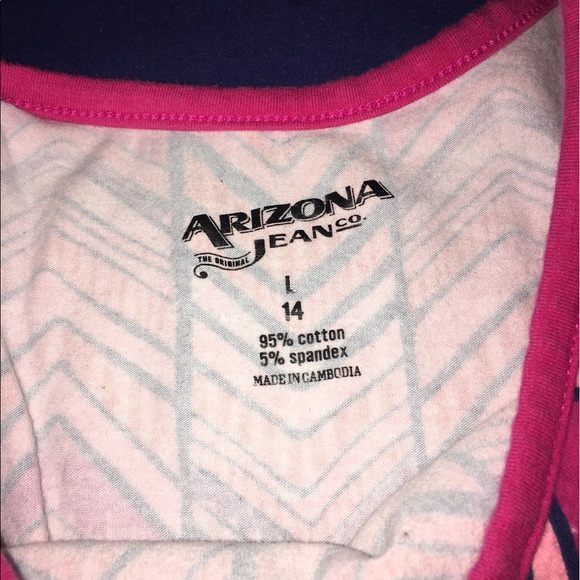 ARIZONA
JEAN CO.
THE ORIGINAL
L
14
95% cotton
5% spandex
MADE IN CAMBODIA